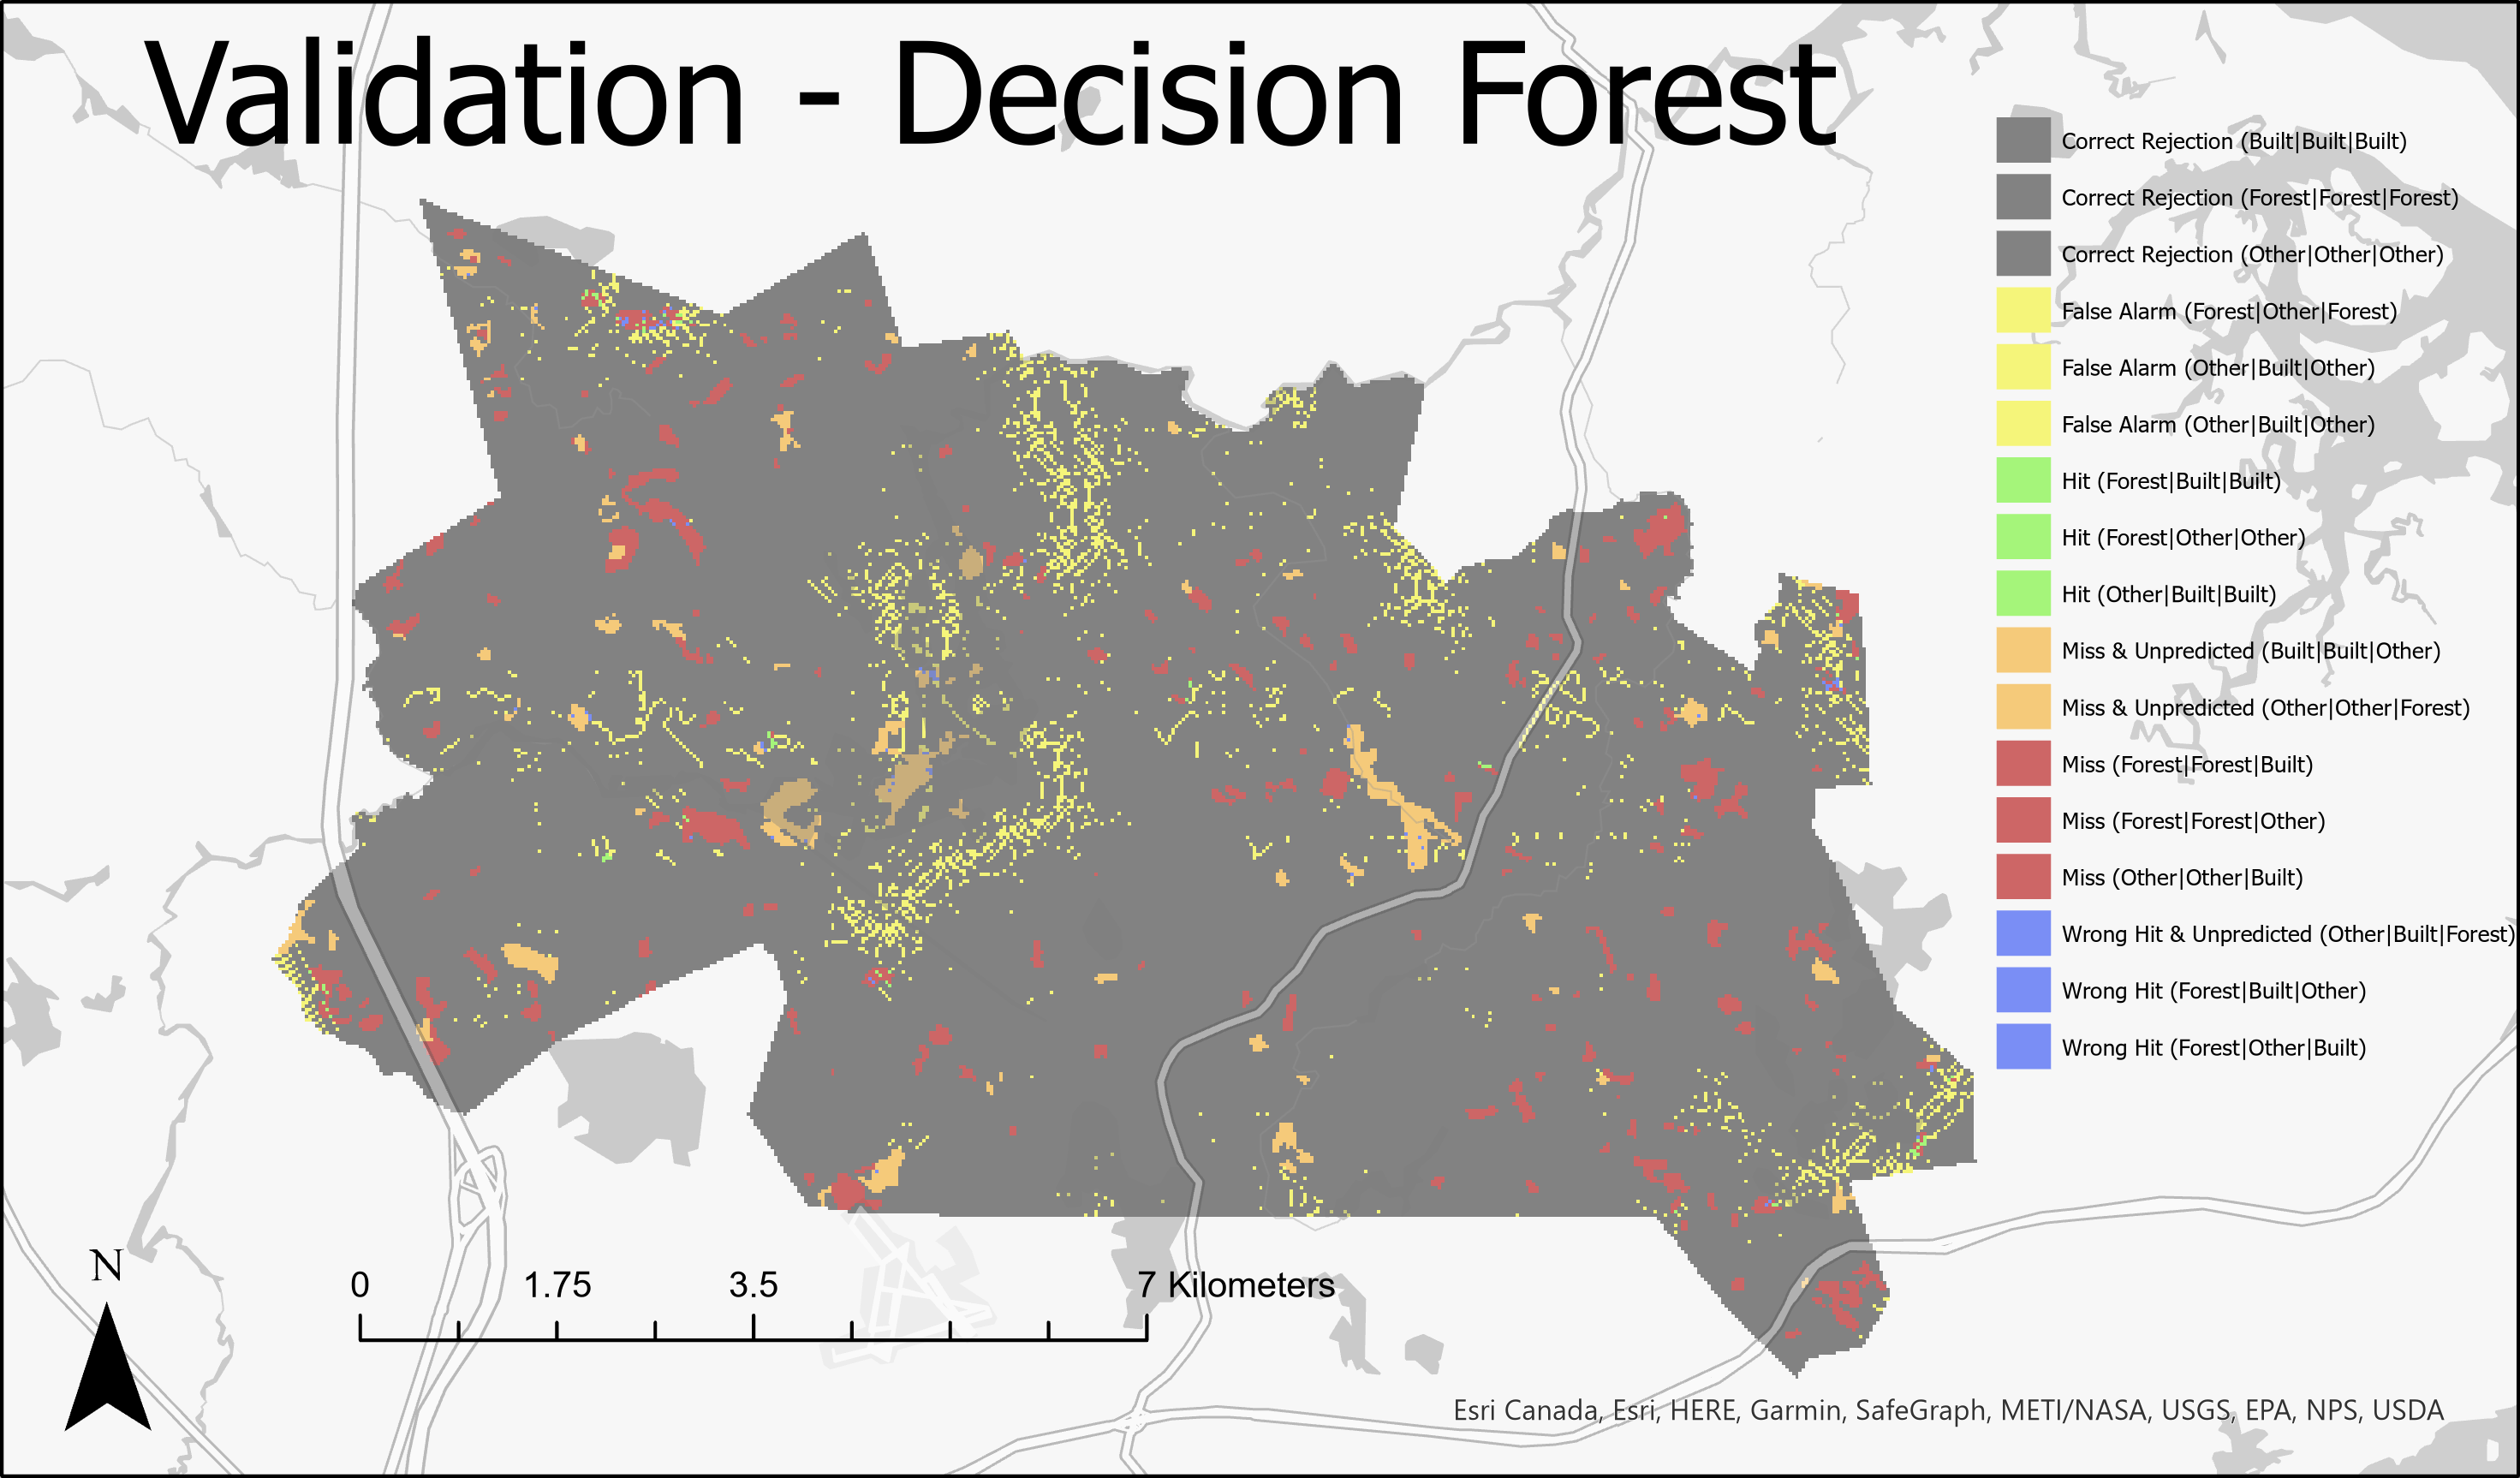 Validation - Decision Forest
Correct Rejection (Built|Built|Built)
Correct Rejection (Forest|Forest|Forest)
Correct Rejection (Other|Other|Other)
False Alarm (Forest|Other|Forest)
False Alarm (Other|Built|Other)
False Alarm (Other|Built|Other)
Hit (Forest|Built|Built)
Hit (Forest|Other|Other)
Hit (Other|Built|Built)
Miss & Unpredicted (Built|Built|Other)
Miss & Unpredicted (Other|Other|Forest)
Miss (Forest|Forest|Built)
Miss (Forest|Forest|Other)
Miss (Other|Other|Built)
Wrong Hit & Unpredicted (Other|Built|Forest)
Wrong Hit (Forest|Built|Other)
Wrong Hit (Forest|Other|Built)
N
0 1.75 3.5 7 Kilometers
Esri Canada, Esri, HERE, Garmin, SafeGraph, METI/NASA, USGS, EPA, NPS, USDA